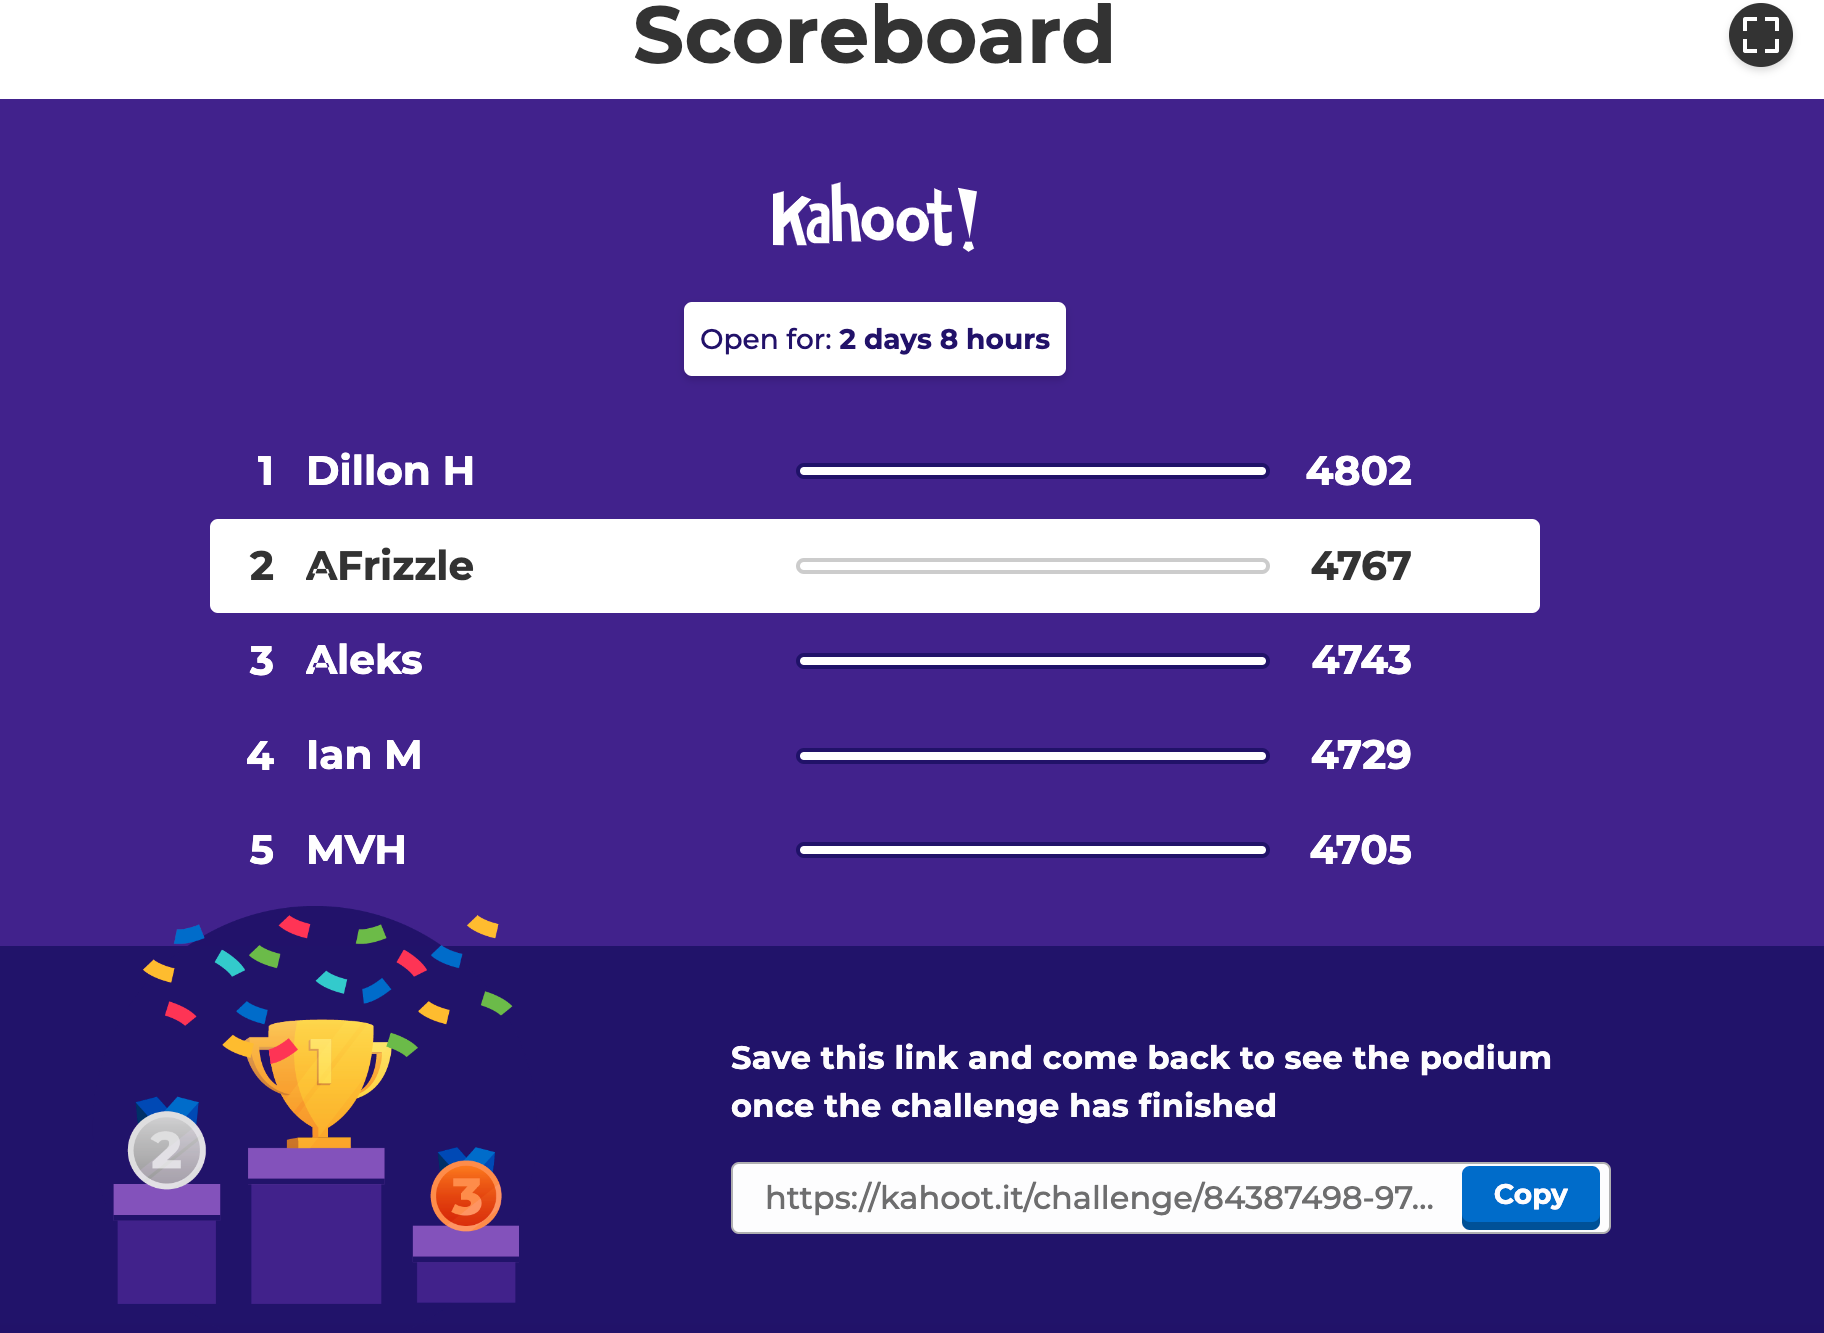 Scoreboard
Kahoot!
Open for: 2 days 8 hours
1 Dillon H 4802
2 AFrizzle 4767
3 Aleks 4743
4 Ian M 4729
5 MVH 4705
1
2
3
Save this link and come back to see the podium
once the challenge has finished
https://kahoot.it/challenge/84387498-97... Copy